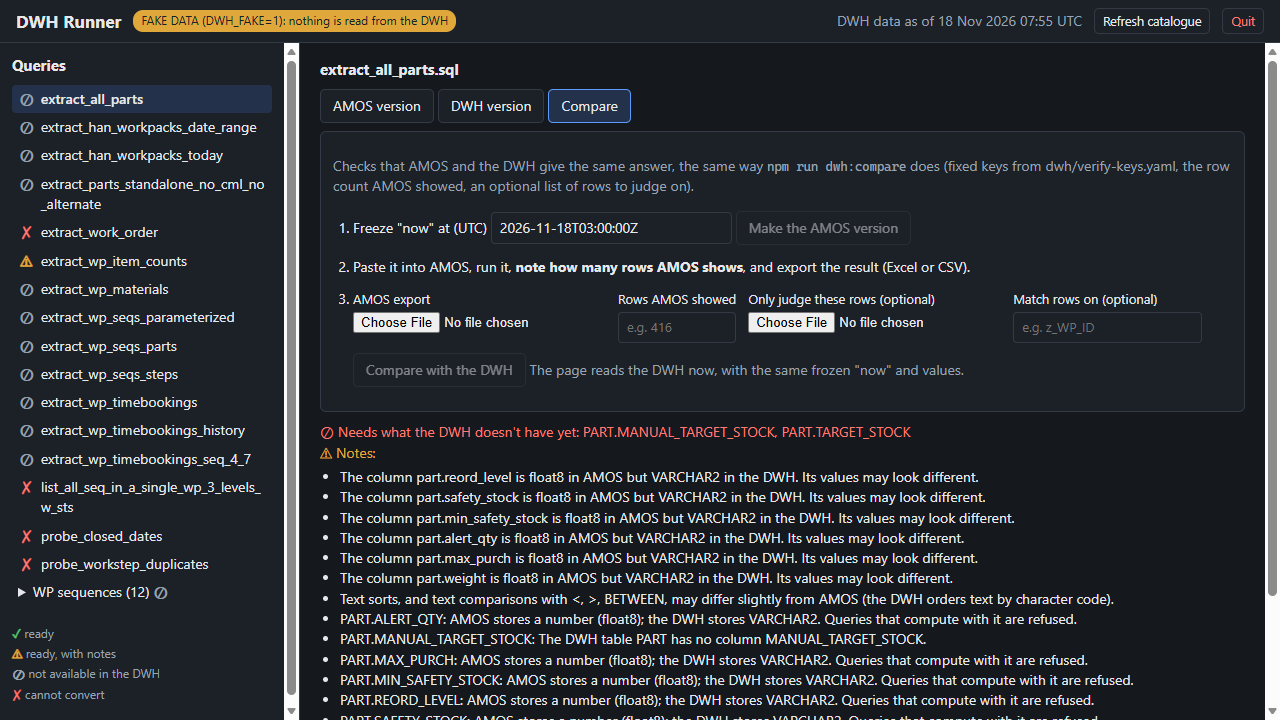 DWH Runner
FAKE DATA (DWH_FAKE=1): nothing is read from the DWH
DWH data as of 18 Nov 2026 07:55 UTC
Refresh catalogue
Quit
Queries
extract_all_parts
extract_han_workpacks_date_range
extract_han_workpacks_today
extract_parts_standalone_no_cml_no
_alternate
extract_work_order
extract_wp_item_counts
extract_wp_materials
extract_wp_seqs_parameterized
extract_wp_seqs_parts
extract_wp_seqs_steps
extract_wp_timebookings
extract_wp_timebookings_history
extract_wp_timebookings_seq_4_7
list_all_seq_in_a_single_wp_3_levels_
w_sts
probe_closed_dates
probe_workstep_duplicates
WP sequences (12)
ready
ready, with notes
not available in the DWH
cannot convert
extract_all_parts.sql
AMOS version
DWH version
Compare
Checks that AMOS and the DWH give the same answer, the same way npm run dwh:compare does (fixed keys from dwh/verify-keys.yaml, the row
count AMOS showed, an optional list of rows to judge on).
1. Freeze "now" at (UTC) 2026-11-18T03:00:00Z Make the AMOS version
2. Paste it into AMOS, run it, note how many rows AMOS shows, and export the result (Excel or CSV).
3. AMOS export Rows AMOS showed Only judge these rows (optional) Match rows on (optional)
Choose File No file chosen e.g. 416 Choose File No file chosen e.g. z_WP_ID
Compare with the DWH The page reads the DWH now, with the same frozen "now" and values.
Needs what the DWH doesn't have yet: PART.MANUAL_TARGET_STOCK, PART.TARGET_STOCK
Notes:
• The column part.reord_level is float8 in AMOS but VARCHAR2 in the DWH. Its values may look different.
• The column part.safety_stock is float8 in AMOS but VARCHAR2 in the DWH. Its values may look different.
• The column part.min_safety_stock is float8 in AMOS but VARCHAR2 in the DWH. Its values may look different.
• The column part.alert_qty is float8 in AMOS but VARCHAR2 in the DWH. Its values may look different.
• The column part.max_purch is float8 in AMOS but VARCHAR2 in the DWH. Its values may look different.
• The column part.weight is float8 in AMOS but VARCHAR2 in the DWH. Its values may look different.
• Text sorts, and text comparisons with <, >, BETWEEN, may differ slightly from AMOS (the DWH orders text by character code).
• PART.ALERT_QTY: AMOS stores a number (float8); the DWH stores VARCHAR2. Queries that compute with it are refused.
• PART.MANUAL_TARGET_STOCK: The DWH table PART has no column MANUAL_TARGET_STOCK.
• PART.MAX_PURCH: AMOS stores a number (float8); the DWH stores VARCHAR2. Queries that compute with it are refused.
• PART.MIN_SAFETY_STOCK: AMOS stores a number (float8); the DWH stores VARCHAR2. Queries that compute with it are refused.
• PART.REORD_LEVEL: AMOS stores a number (float8); the DWH stores VARCHAR2. Queries that compute with it are refused.
• PART.SAFETY_STOCK: AMOS stores a number (float8); the DWH stores VARCHAR2. Queries that compute with it are refused.